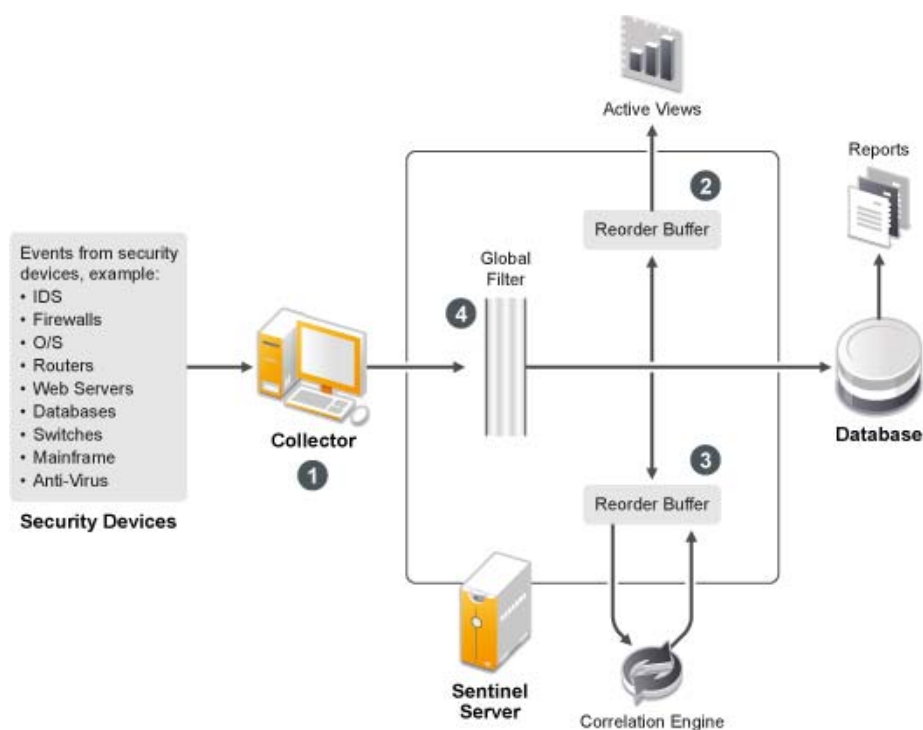 Active Views
Reports
2
Reorder Buffer
Events from security
devices, example:
• IDS
• Firewalls
• O/S
• Routers
• Web Servers
• Databases
• Switches
• Mainframe
• Anti-Virus
Security Devices
Collector
1
Global
Filter
4
Database
3
Reorder Buffer
Sentinel
Server
Correlation Engine